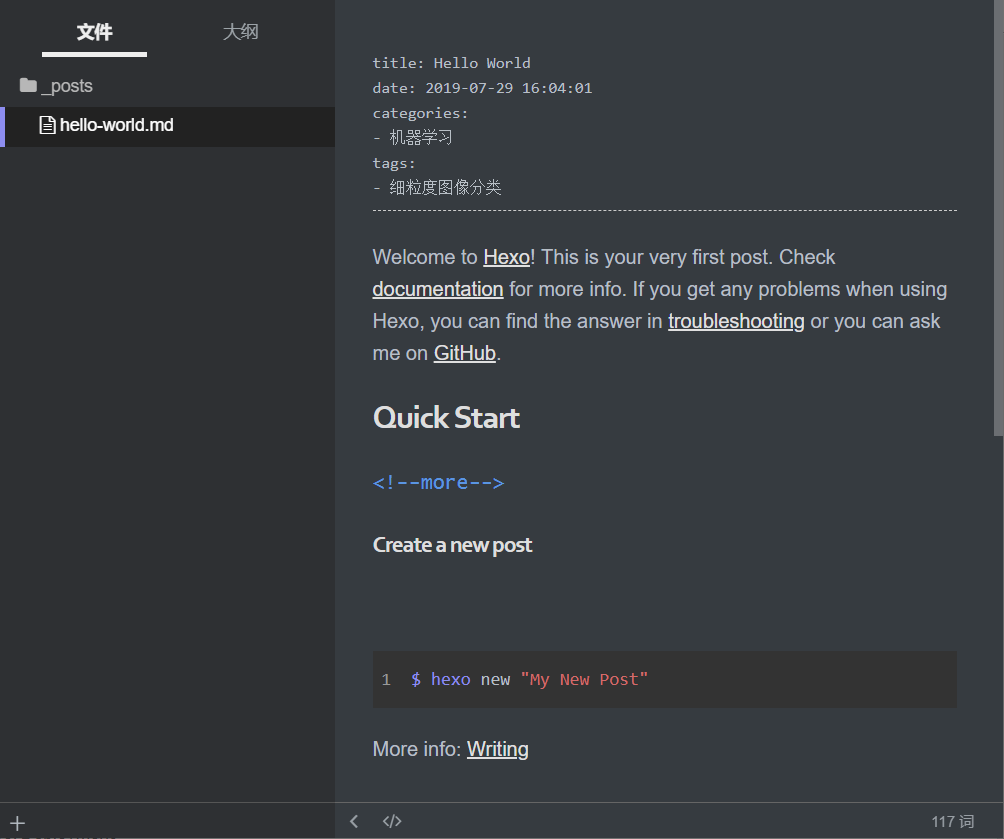 文件 大纲
_posts
hello-world.md
title: Hello World
date: 2019-07-29 16:04:01
categories:
- 机器学习
tags:
- 细粒度图像分类
Welcome to Hexo! This is your very first post. Check
documentation for more info. If you get any problems when using
Hexo, you can find the answer in troubleshooting or you can ask
me on GitHub.
Quick Start
<!--more-->
Create a new post
1 $ hexo new "My New Post"
More info: Writing
+ < </> 117 词